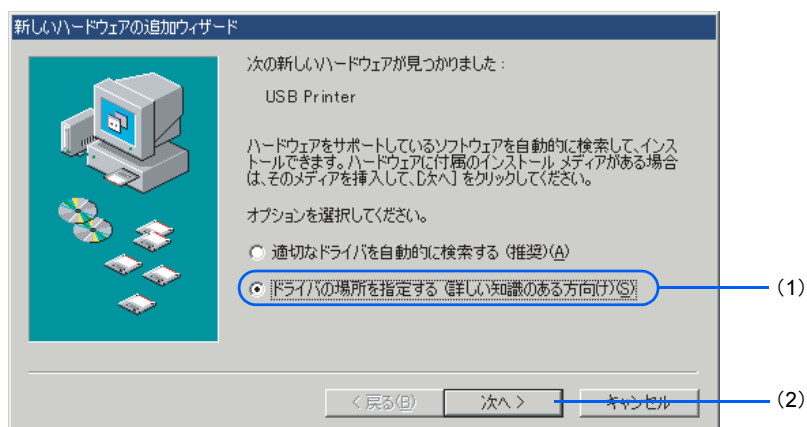 新しいハードウェアの追加ウィザード
次の新しいハードウェアが見つかりました：
USB Printer
ハードウェアをサポートしているソフトウェアを自動的に検索して、インス
トールできます。ハードウェアに付属のインストール メディアがある場合
は、そのメディアを挿入して、[次へ] をクリックしてください。
オプションを選択してください。
適切なドライバを自動的に検索する (推奨)(A)
ドライバの場所を指定する (詳しい知識のある方向け)(S)
(1)
< 戻る(B)
次へ >
キャンセル
(2)